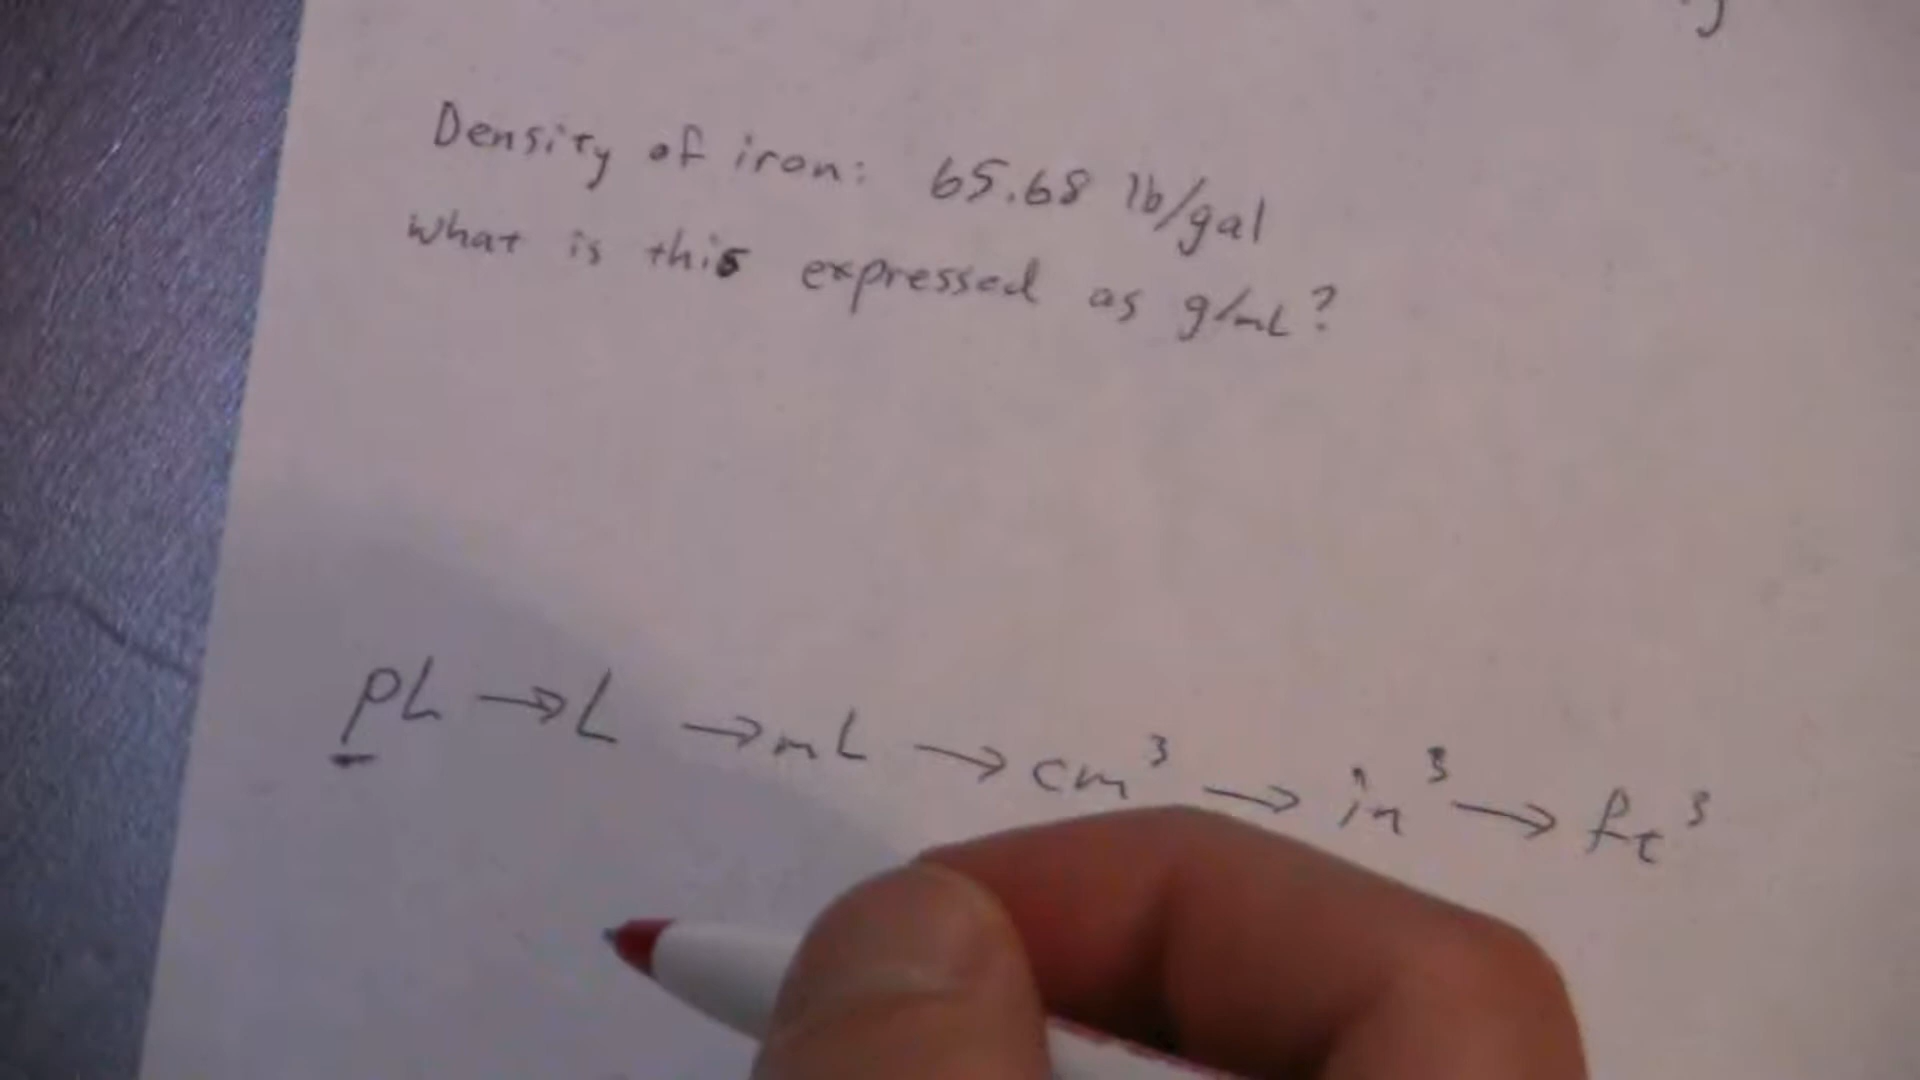 Density of iron: 65.68 lb/gal
what is this expressed as g/mL?
pL → L → mL → cm³ → in³ → ft³